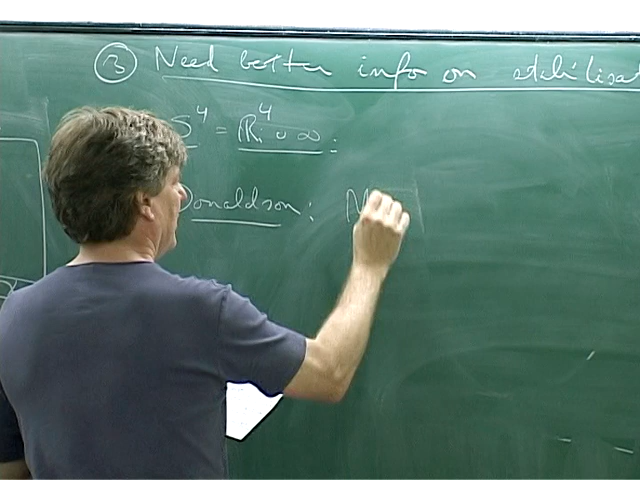 ③ Need better info on stabilisat
S⁴ = ℝ⁴ ∪ ∞ :
Donaldson: M